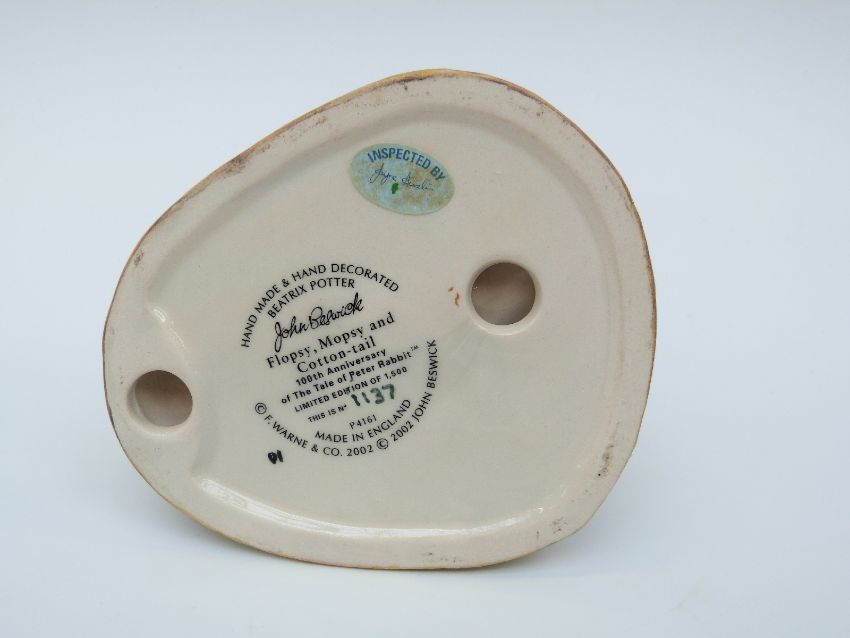 INSPECTED BY
HAND MADE & HAND DECORATED
BEATRIX POTTER
John Beswick
Flopsy, Mopsy and
Cotton-tail
100th Anniversary
of The Tale of Peter Rabbit™
LIMITED EDITION OF 1,500
THIS IS Nº 1137
P4161
MADE IN ENGLAND
© F. WARNE & CO. 2002 © 2002 JOHN BESWICK